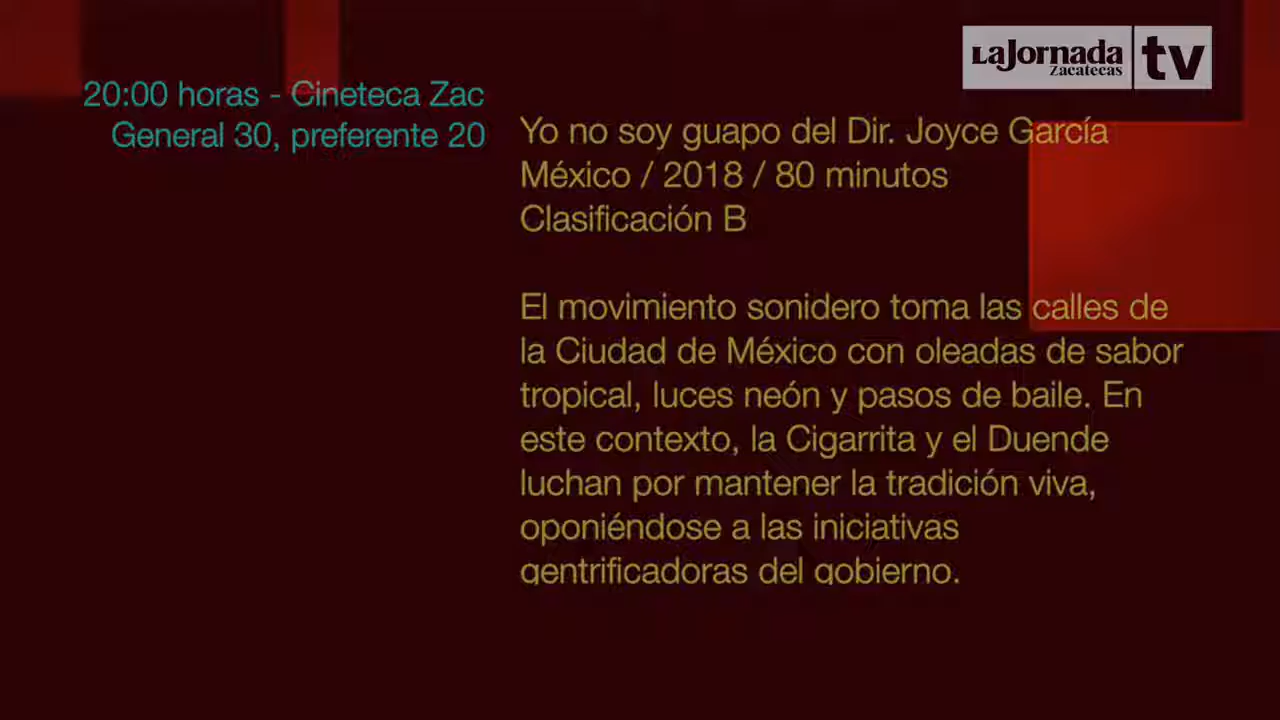 LaJornada
Zacatecas
tv
20:00 horas - Cineteca Zac
General 30, preferente 20
Yo no soy guapo del Dir. Joyce García
México / 2018 / 80 minutos
Clasificación B
El movimiento sonidero toma las calles de
la Ciudad de México con oleadas de sabor
tropical, luces neón y pasos de baile. En
este contexto, la Cigarrita y el Duende
luchan por mantener la tradición viva,
oponiéndose a las iniciativas
gentrificadoras del gobierno.